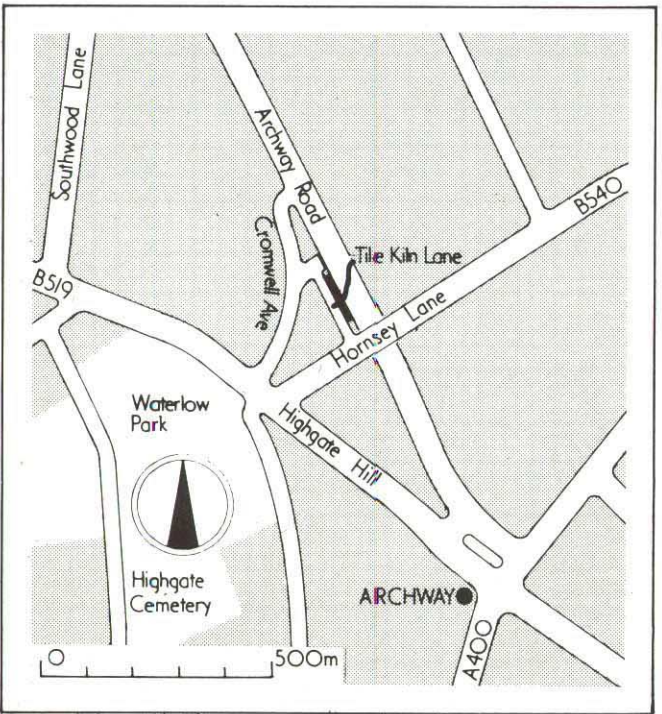 Southwood Lane
Archway Road
B540
Cromwell Ave
Tile Kiln Lane
B519
Hornsey Lane
Waterlow
Park
Highgate Hill
Highgate
Cemetery
ARCHWAY
A400
0 500m